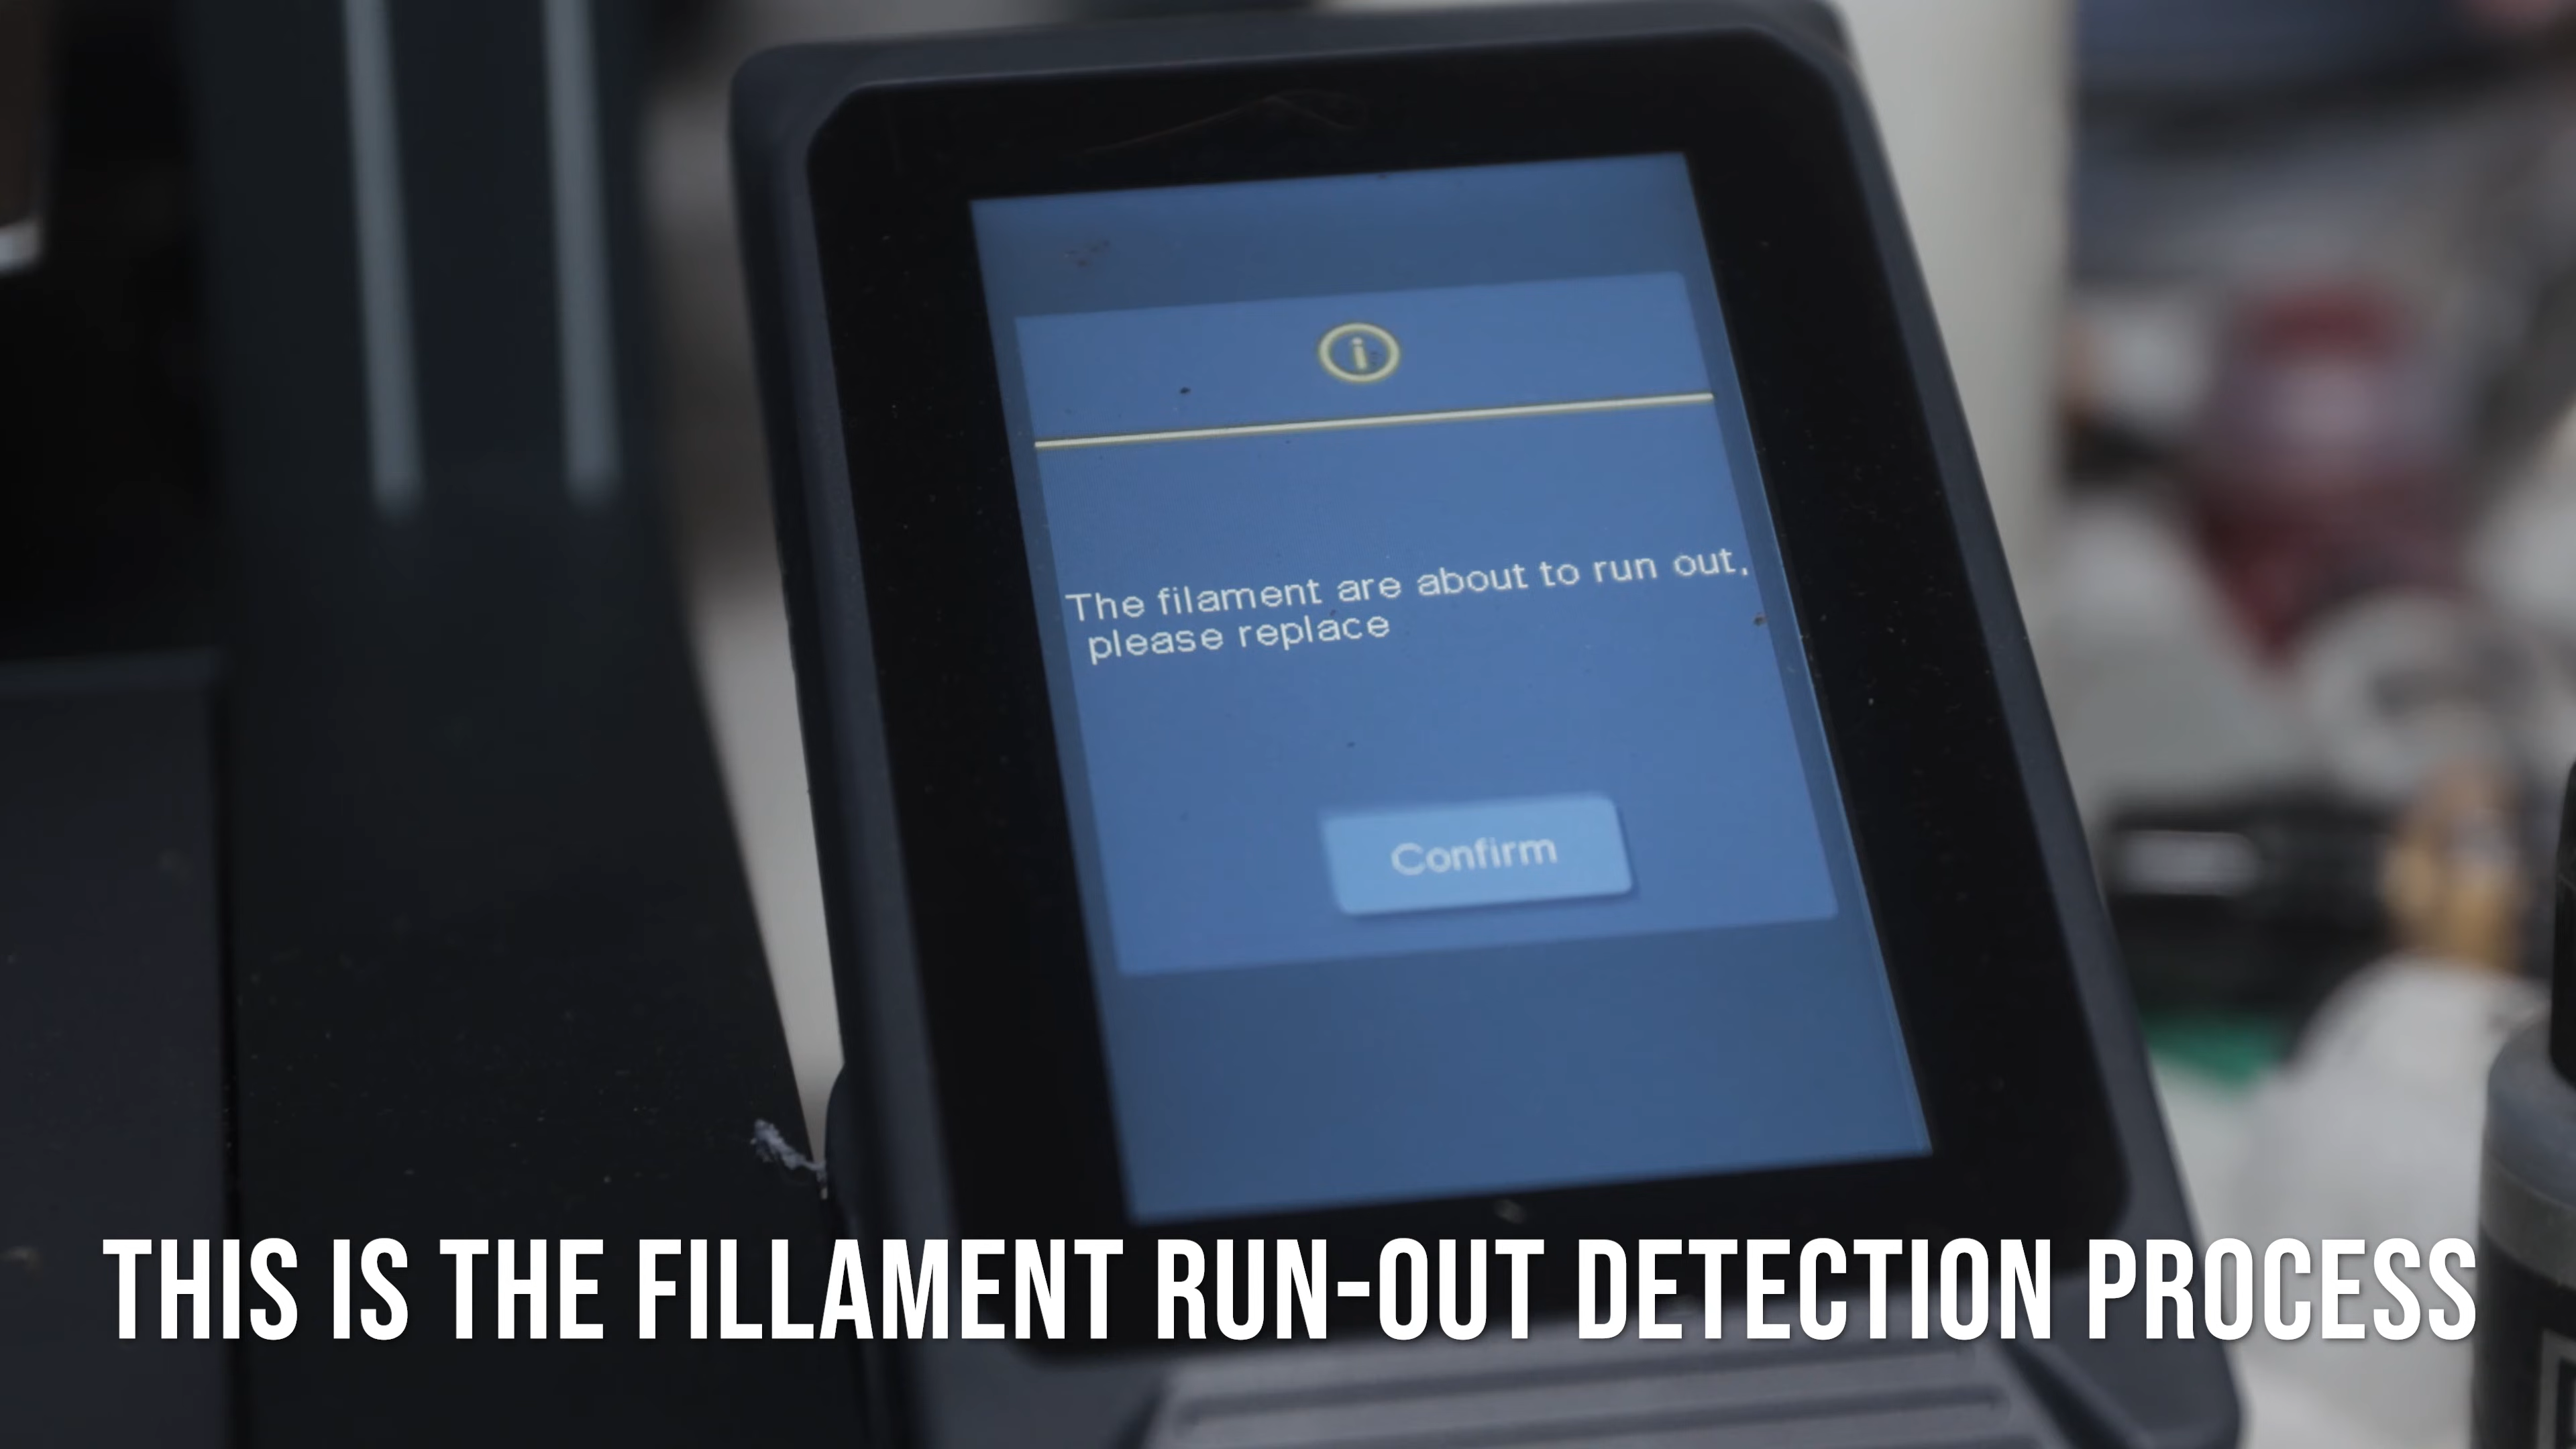 The filament are about to run out,
please replace
Confirm
THIS IS THE FILLAMENT RUN-OUT DETECTION PROCESS